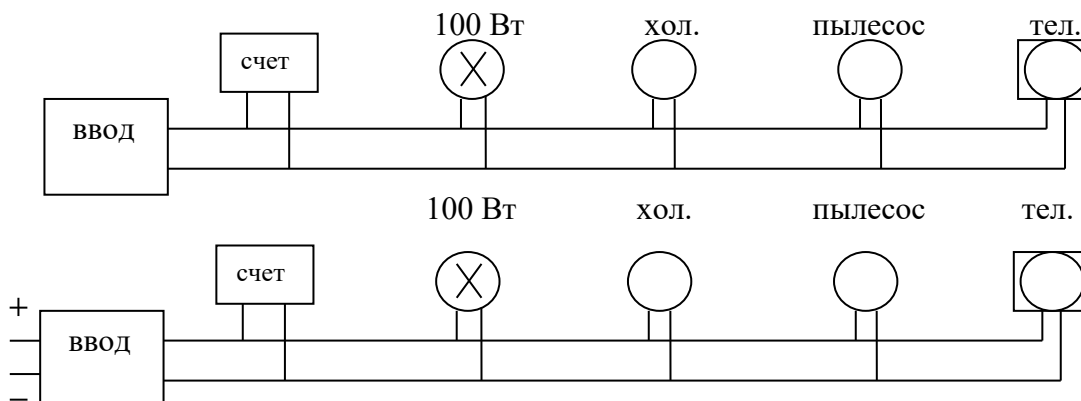 100 Вт хол. пылесос тел.
счет
ввод
100 Вт хол. пылесос тел.
счет
+
ввод
−